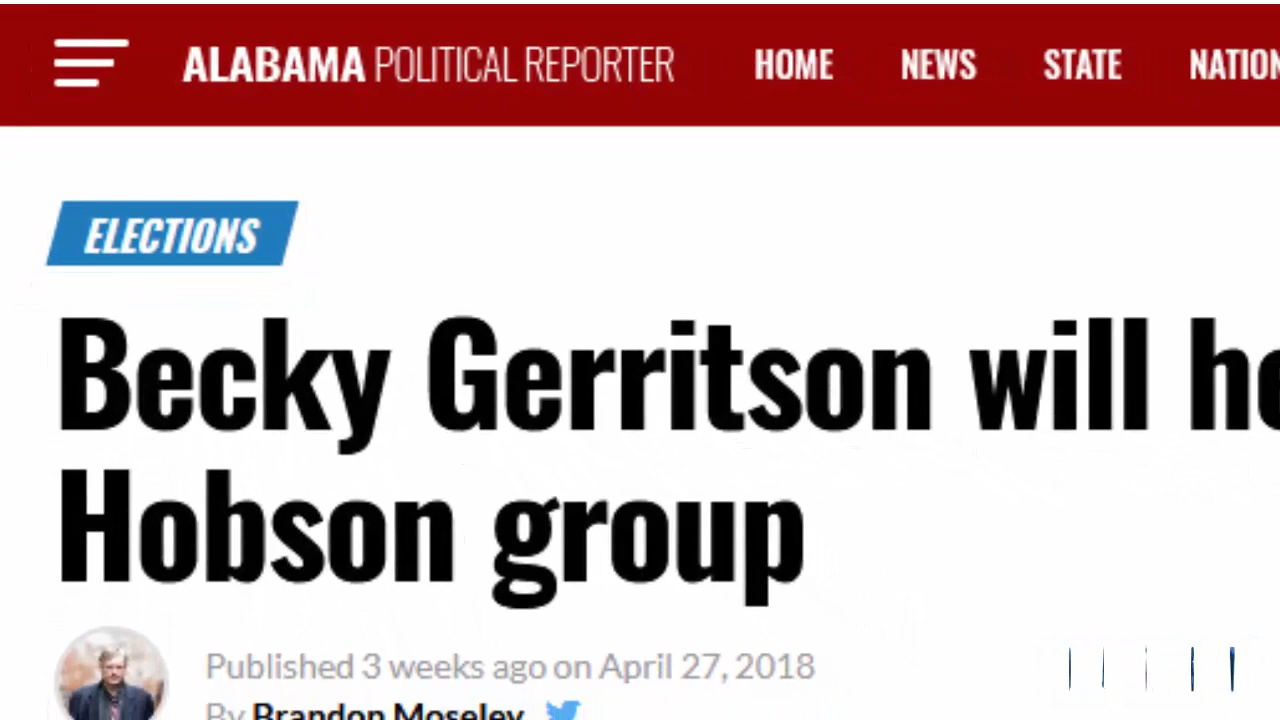 ALABAMA POLITICAL REPORTER HOME NEWS STATE NATION
ELECTIONS
Becky Gerritson will
Hobson group
Published 3 weeks ago on April 27, 2018
By Brandon Moseley